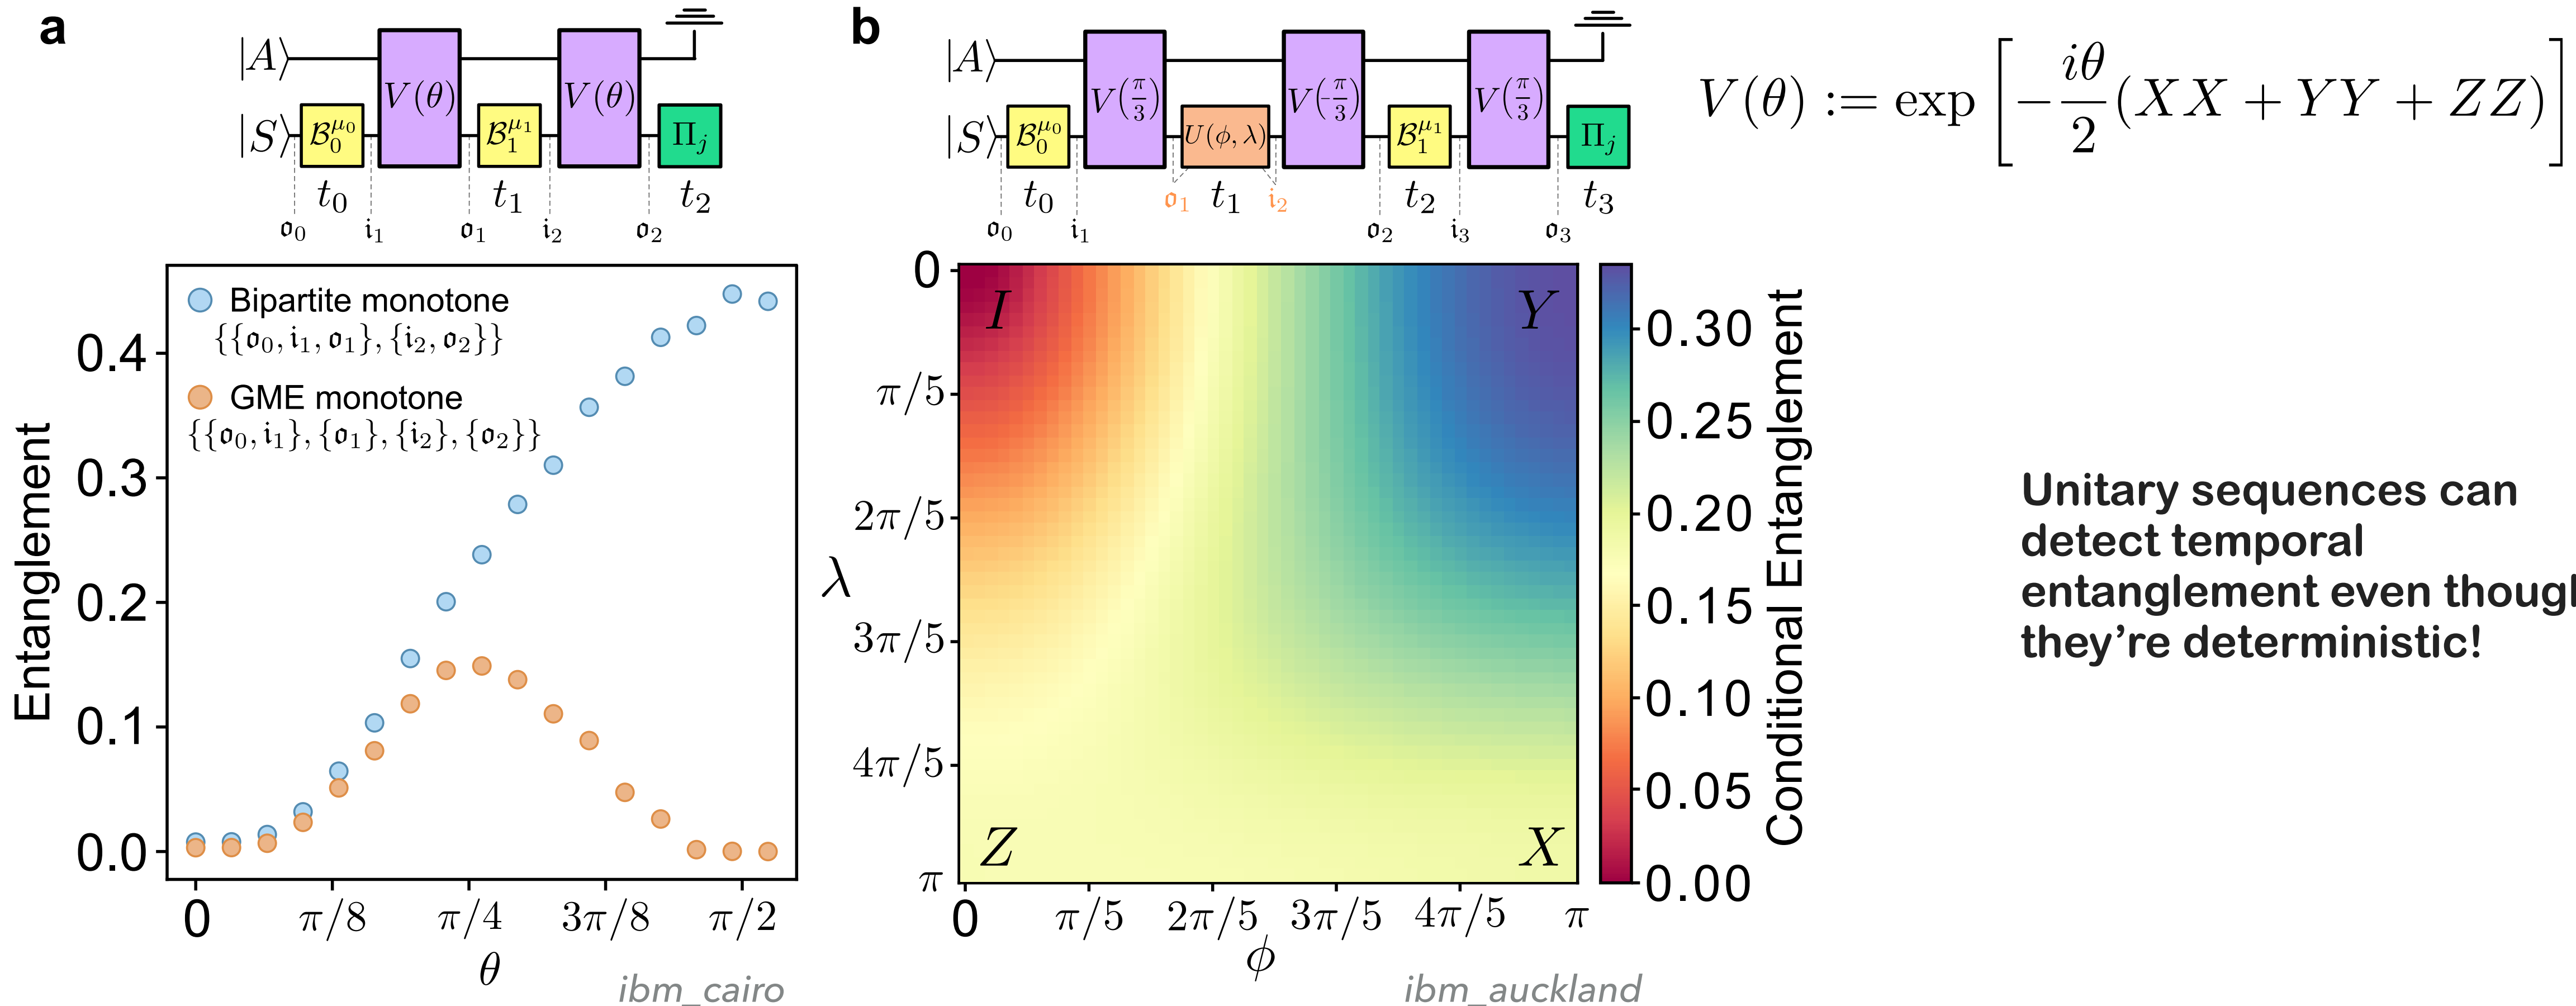 a
|A⟩
V(θ)
V(θ)
|S⟩
ℬ₀^{μ₀}
ℬ₁^{μ₁}
Π_j
t₀
t₁
t₂
𝔬₀
𝔦₁
𝔬₁
𝔦₂
𝔬₂
Entanglement
0.4
0.3
0.2
0.1
0.0
Bipartite monotone
{{𝔬₀, 𝔦₁, 𝔬₁}, {𝔦₂, 𝔬₂}}
GME monotone
{{𝔬₀, 𝔦₁}, {𝔬₁}, {𝔦₂}, {𝔬₂}}
0
π/8
π/4
3π/8
π/2
θ
ibm_cairo
b
|A⟩
V(π/3)
V(-π/3)
V(π/3)
|S⟩
ℬ₀^{μ₀}
U(φ, λ)
ℬ₁^{μ₁}
Π_j
t₀
𝔬₁
t₁
𝔦₂
t₂
t₃
𝔬₀
𝔦₁
𝔬₂
𝔦₃
𝔬₃
λ
0
π/5
2π/5
3π/5
4π/5
π
I
Y
Z
X
0
π/5
2π/5
3π/5
4π/5
π
ϕ
0.30
0.25
0.20
0.15
0.10
0.05
0.00
Conditional Entanglement
ibm_auckland
V(θ) := exp [−iθ/2 (XX + YY + ZZ)]
Unitary sequences can
detect temporal
entanglement even though
they're deterministic!